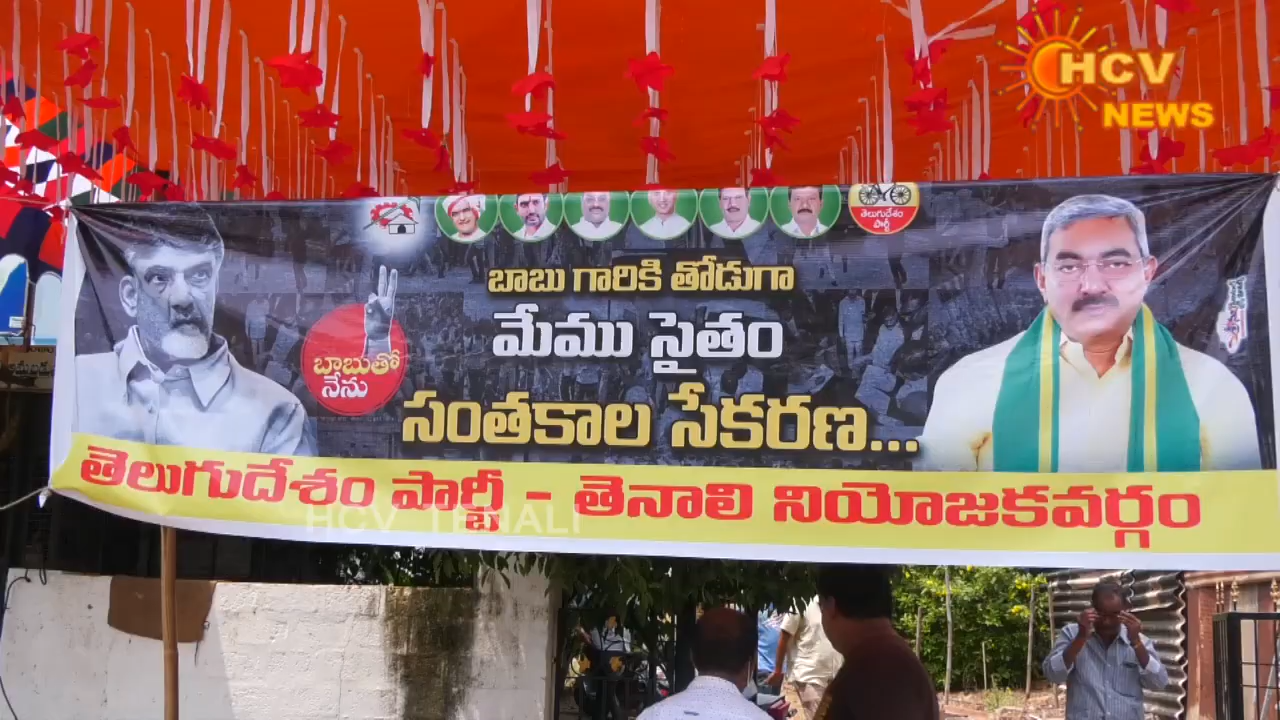 HCV
NEWS
తెలుగుదేశం
పార్టీ
బాబు గారికి తోడుగా
మేము సైతం
సంతకాల సేకరణ...
బాబుతో
నేను
తెలుగుదేశం పార్టీ - తెనాలి నియోజకవర్గం
HCV TENALI